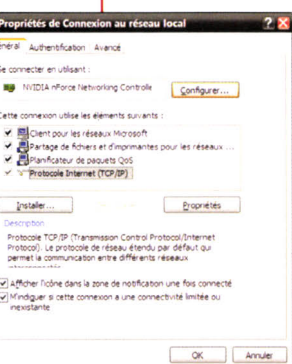 Propriétés de Connexion au réseau local
énéral Authentification Avancé
Se connecter en utilisant :
NVIDIA nForce Networking Controlle
Configurer...
Cette connexion utilise les éléments suivants :
Client pour les réseaux Microsoft
Partage de fichiers et d'imprimantes pour les réseaux ...
Planificateur de paquets QoS
Protocole Internet (TCP/IP)
Installer... Propriétés
Description
Protocole TCP/IP (Transmission Control Protocol/Internet
Protocol). Le protocole de réseau étendu par défaut qui
permet la communication entre différents réseaux
Afficher l'icône dans la zone de notification une fois connecté
M'indiquer si cette connexion a une connectivité limitée ou
inexistante
OK Annuler